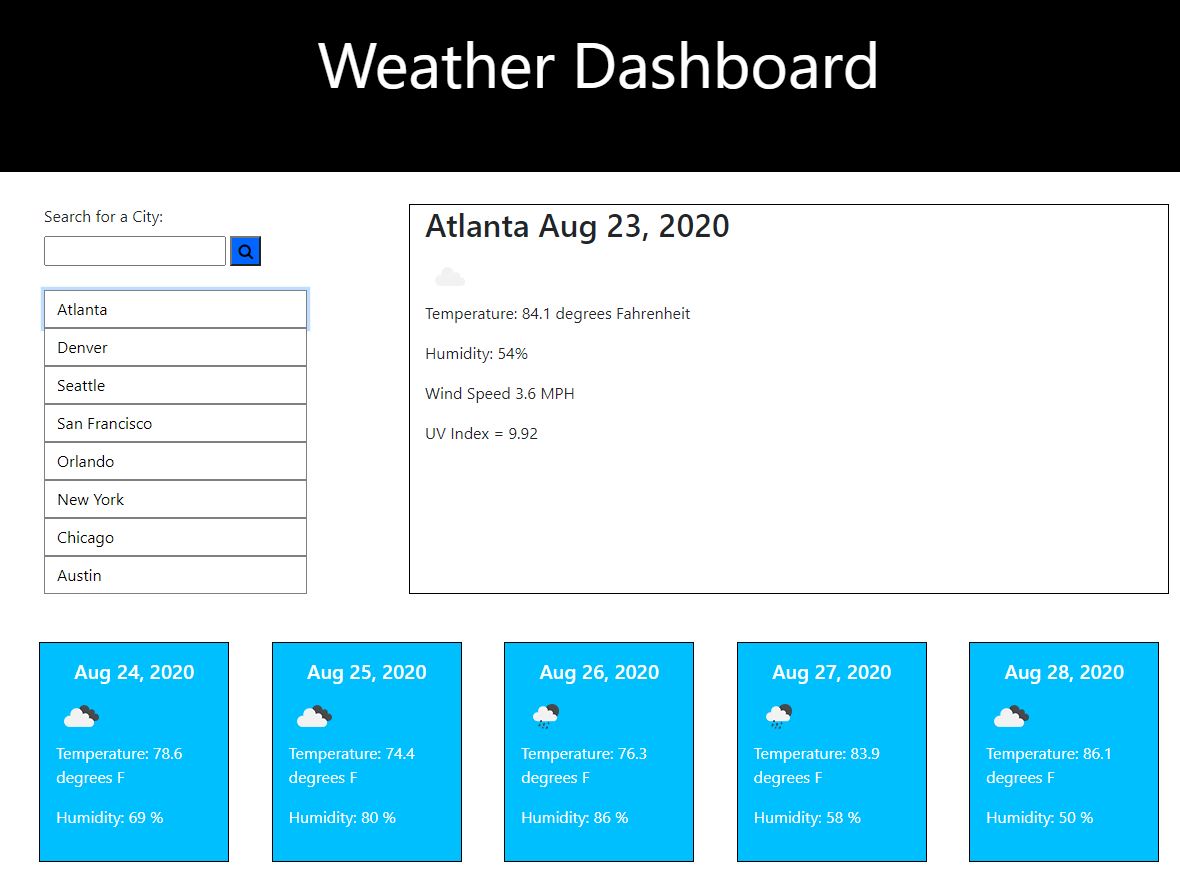 Weather Dashboard
Search for a City:
Atlanta
Denver
Seattle
San Francisco
Orlando
New York
Chicago
Austin
Atlanta Aug 23, 2020
Temperature: 84.1 degrees Fahrenheit
Humidity: 54%
Wind Speed 3.6 MPH
UV Index = 9.92
Aug 24, 2020
Temperature: 78.6
degrees F
Humidity: 69 %
Aug 25, 2020
Temperature: 74.4
degrees F
Humidity: 80 %
Aug 26, 2020
Temperature: 76.3
degrees F
Humidity: 86 %
Aug 27, 2020
Temperature: 83.9
degrees F
Humidity: 58 %
Aug 28, 2020
Temperature: 86.1
degrees F
Humidity: 50 %